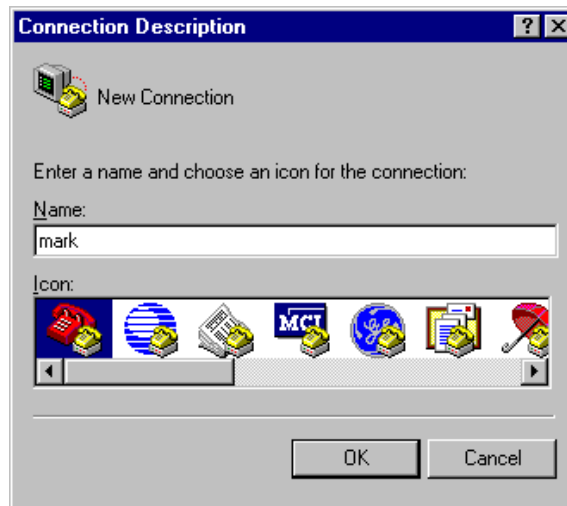 Connection Description
New Connection
Enter a name and choose an icon for the connection:
Name:
mark
Icon:
MCI
OK Cancel